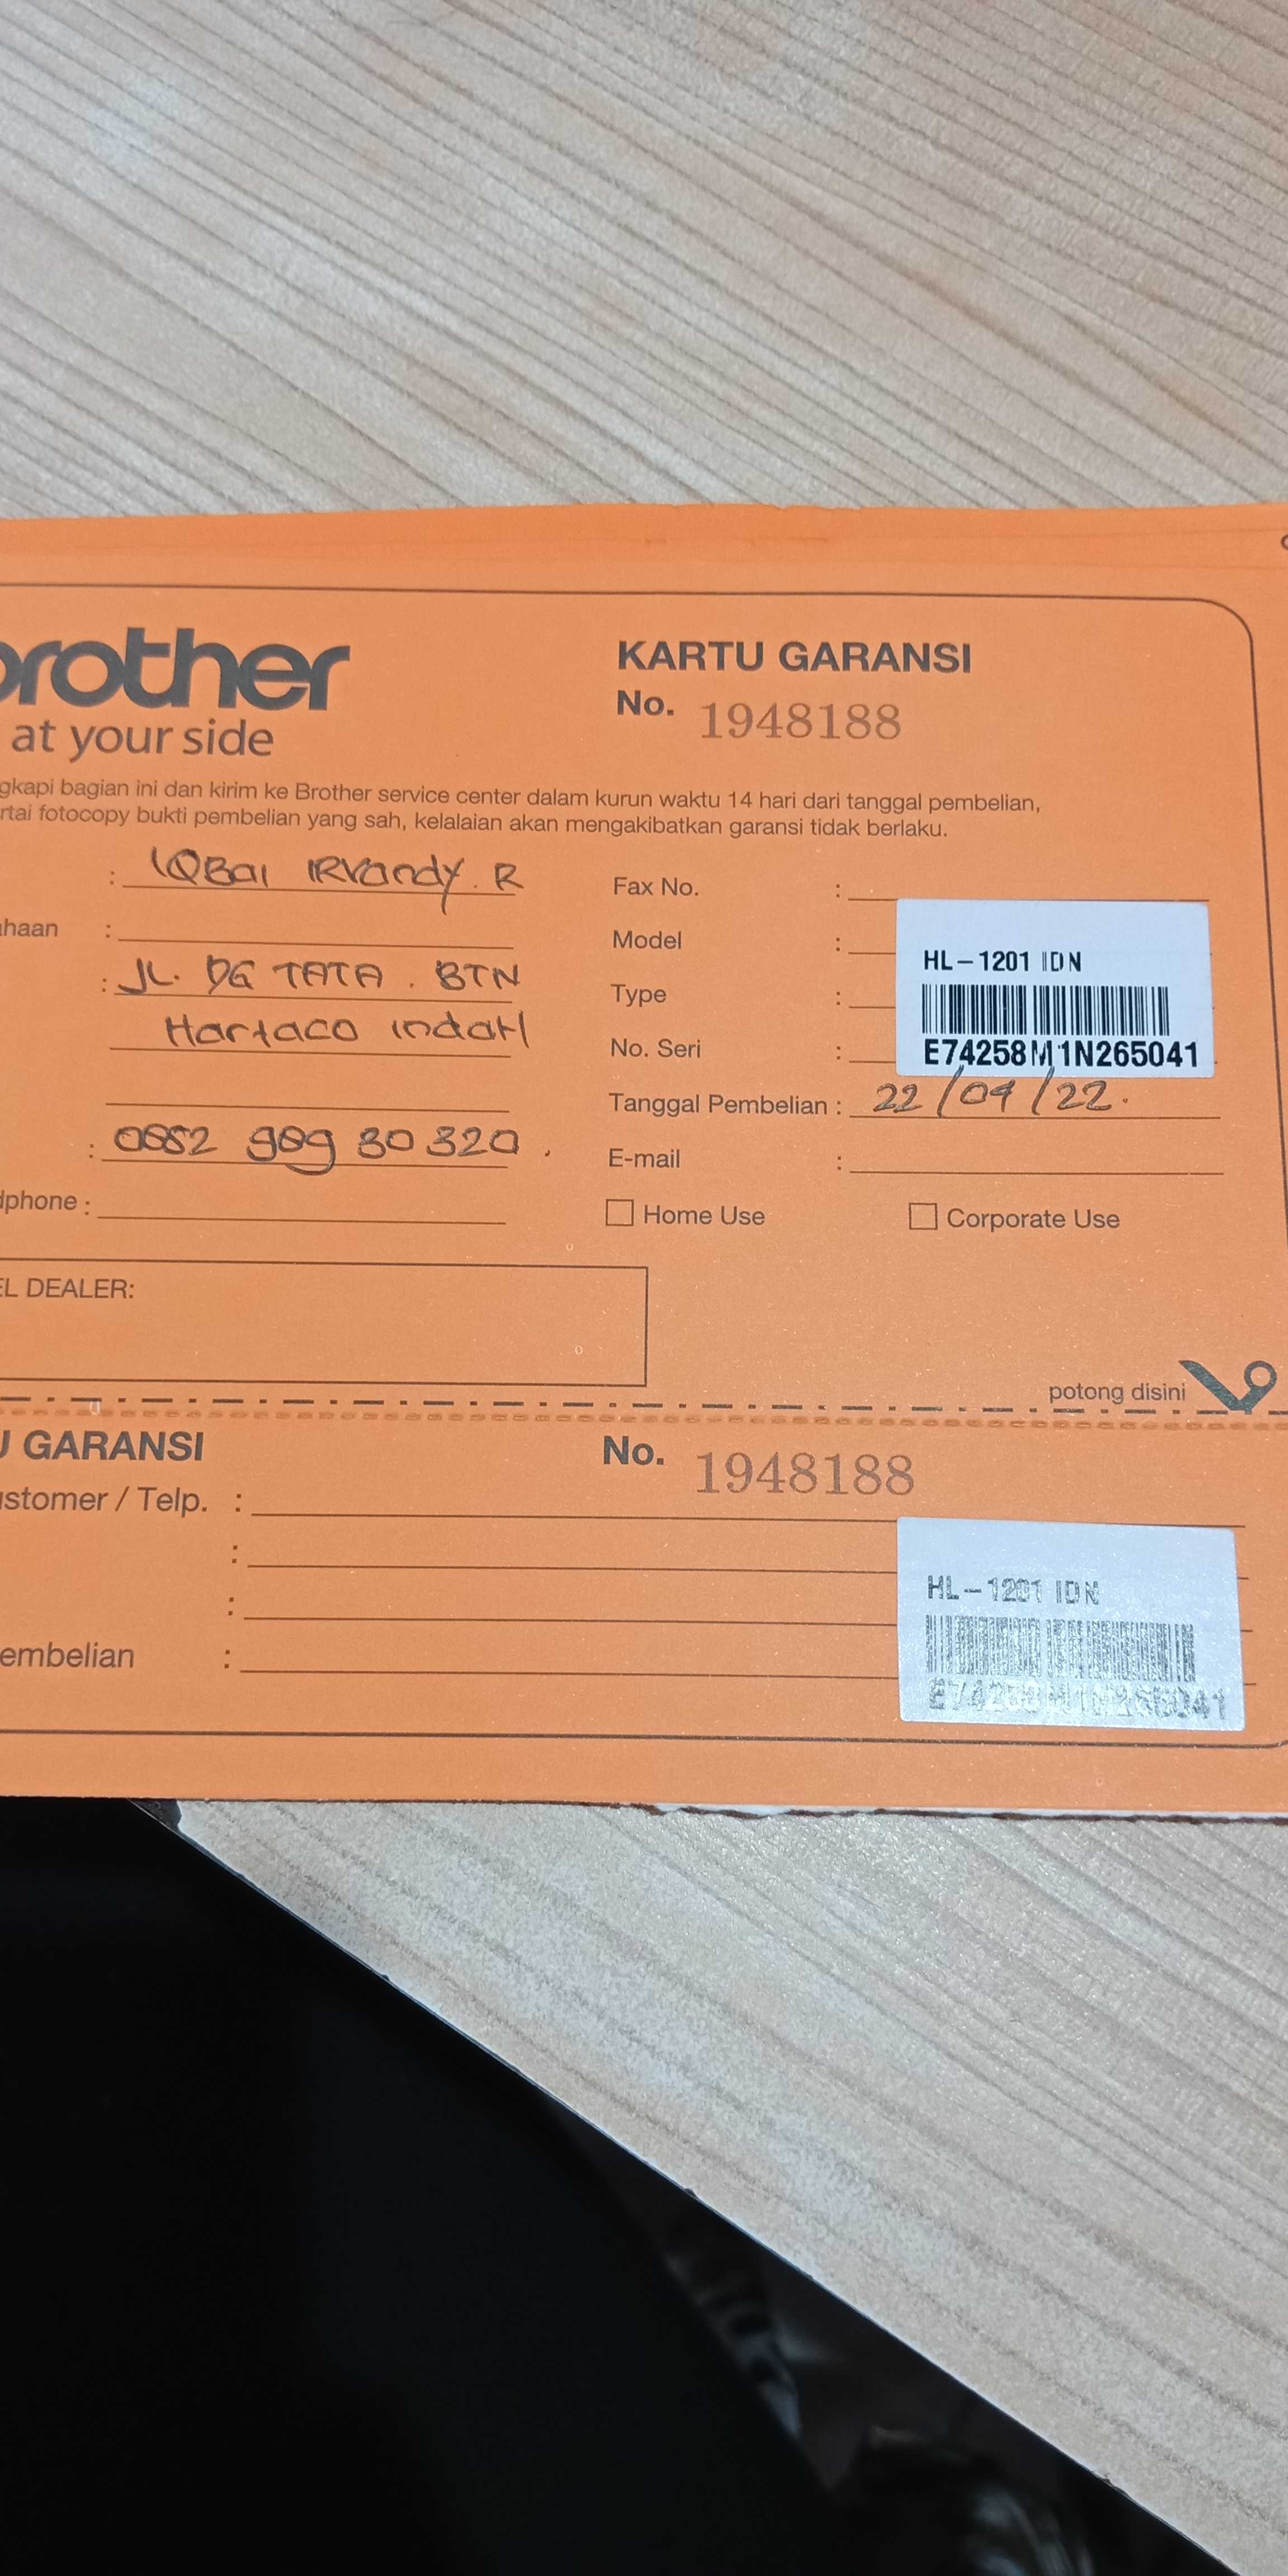 brother
at your side
KARTU GARANSI
No. 1948188
gkapi bagian ini dan kirim ke Brother service center dalam kurun waktu 14 hari dari tanggal pembelian,
rtai fotocopy bukti pembelian yang sah, kelalaian akan mengakibatkan garansi tidak berlaku.
: IQBal IRVandy. R
ahaan :
: JL. DG TATA . BTN
Hartaco indaH
: 0852 909 30 320 .
dphone :
Fax No. :
Model : HL-1201 IDN
Type :
No. Seri : E74258M1N265041
Tanggal Pembelian : 22/04/22.
E-mail :
Home Use Corporate Use
EL DEALER:
potong disini
U GARANSI No. 1948188
ustomer / Telp. :
:
: HL-1201 IDN
embelian :
E74258M1N265041